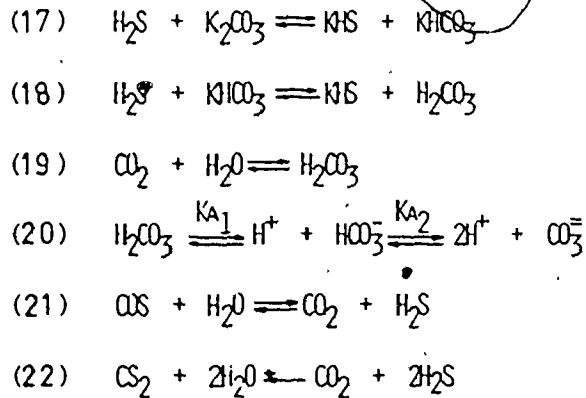 (17) H₂S + K₂CO₃ ⇌ KHS + KHCO₃
(18) H₂S + KHCO₃ ⇌ KHS + H₂CO₃
(19) CO₂ + H₂O ⇌ H₂CO₃
(20) H₂CO₃ ⇌ᴷᴬ₁ H⁺ + HCO₃⁻ ⇌ᴷᴬ₂ 2H⁺ + CO₃⁼
(21) COS + H₂O ⇌ CO₂ + H₂S
(22) CS₂ + 2H₂O ← CO₂ + 2H₂S